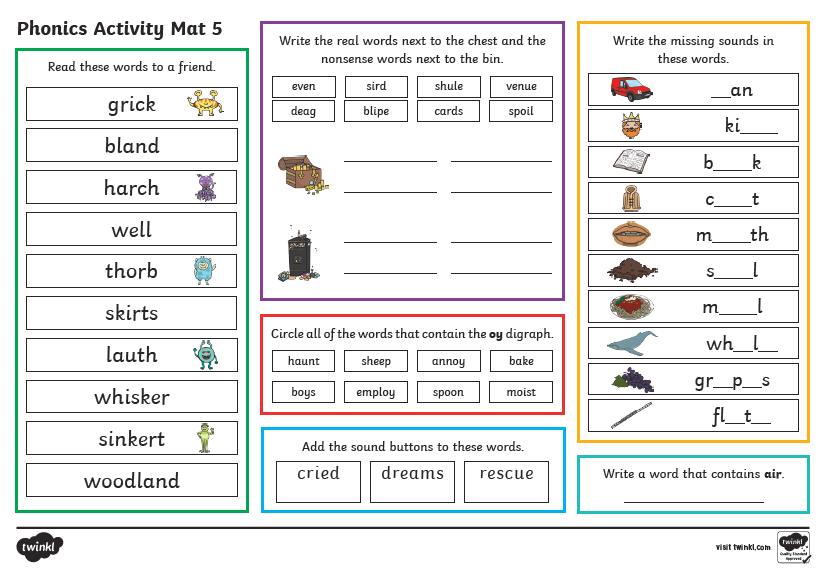 Phonics Activity Mat 5
Read these words to a friend.
grick
bland
harch
well
thorb
skirts
lauth
whisker
sinkert
woodland
Write the real words next to the chest and the
nonsense words next to the bin.
even sird shule venue
deag blipe cards spoil
Circle all of the words that contain the oy digraph.
haunt sheep annoy bake
boys employ spoon moist
Add the sound buttons to these words.
cried dreams rescue
Write the missing sounds in
these words.
__an
ki____
b____k
c____t
m____th
s____l
m____l
wh__l__
gr__p__s
fl__t__
Write a word that contains air.
twinkl
visit twinkl.com
twinkl
Quality Standard
Approved